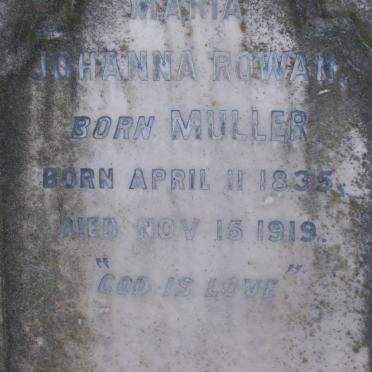 MARIA
JOHANNA ROWAN,
BORN MULLER.
BORN APRIL 11 1835.
DIED NOV 15 1919.
"GOD IS LOVE".